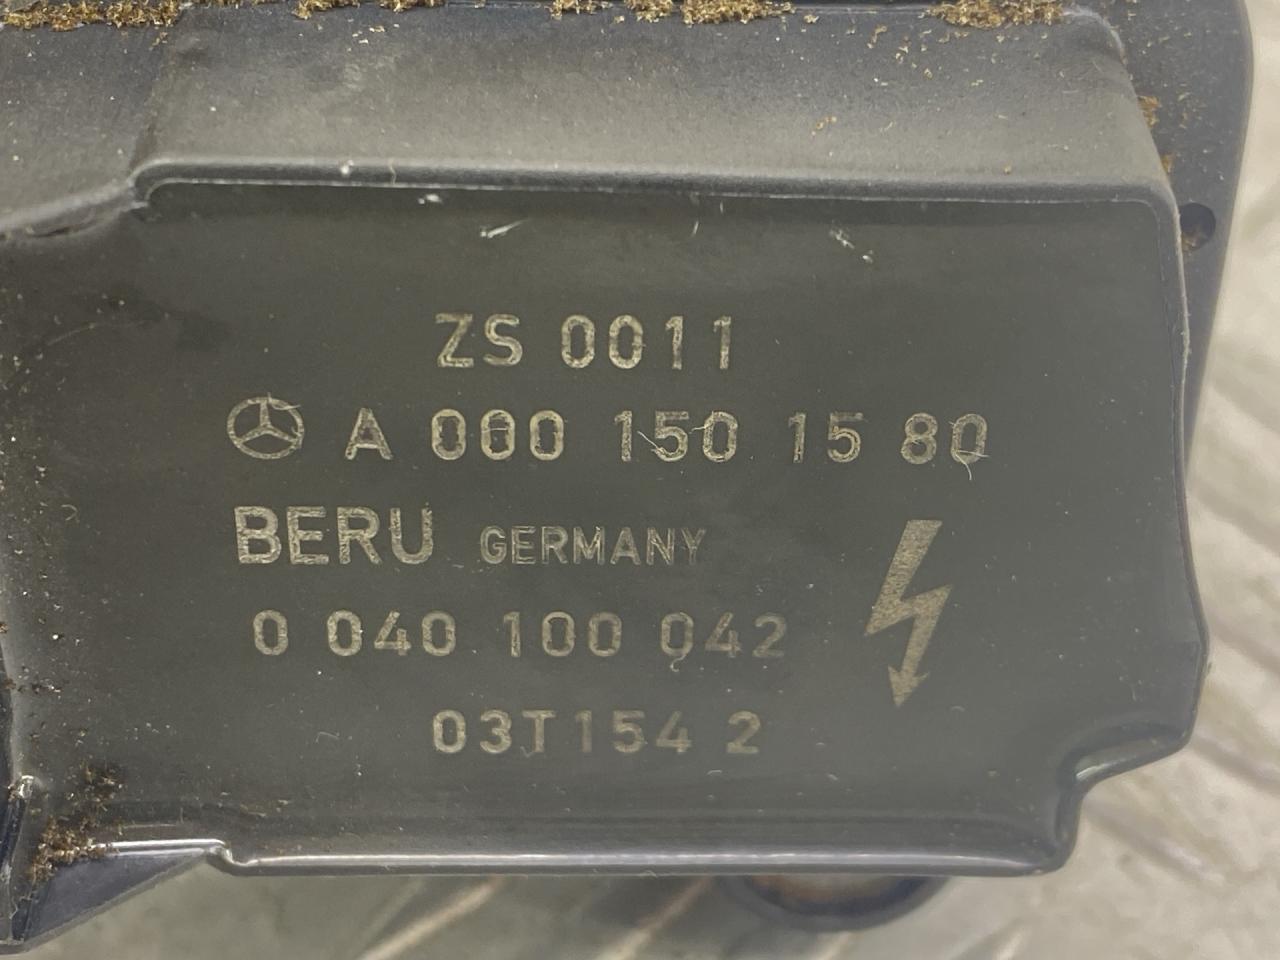 ZS 0011
A 000 150 15 80
BERU GERMANY
0 040 100 042
03T154 2